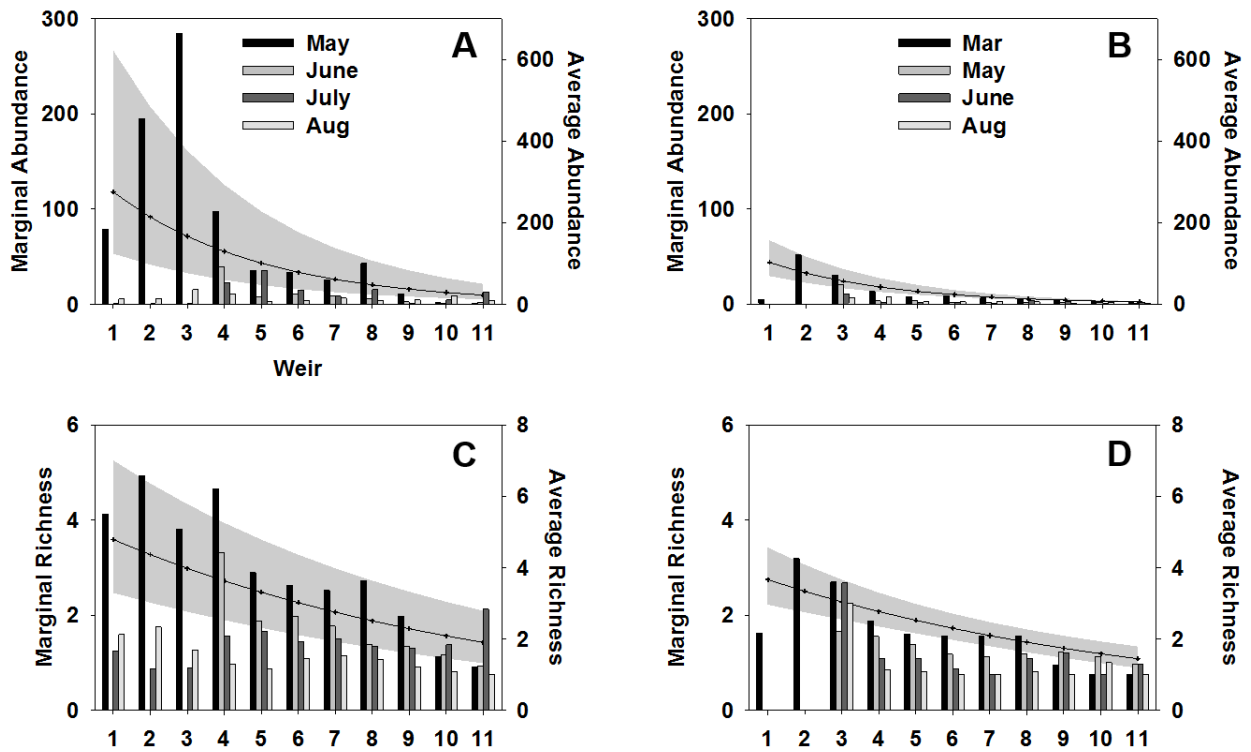 300 A 600 300 B 600
May Mar
June May
July June
Aug Aug
Marginal Abundance
Average Abundance
Marginal Abundance
Average Abundance
200 400 200 400
100 200 100 200
0 0 0 0
1 2 3 4 5 6 7 8 9 10 11 1 2 3 4 5 6 7 8 9 10 11
Weir
6 C 8 6 D 8
Marginal Richness
Average Richness
Marginal Richness
Average Richness
6 6
4 4
4 4
2 2
2 2
0 0 0 0
1 2 3 4 5 6 7 8 9 10 11 1 2 3 4 5 6 7 8 9 10 11